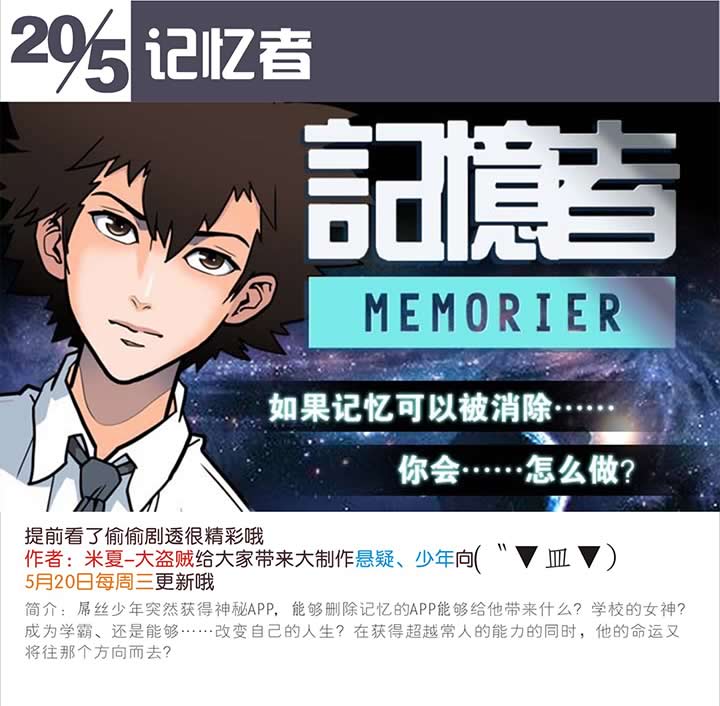 20/5 记忆者
記憶者
MEMORIER
如果记忆可以被消除……
你会……怎么做?
提前看了偷偷剧透很精彩哦
作者：米夏-大盗贼给大家带来大制作悬疑、少年向(〝▼皿▼)
5月20日每周三更新哦
简介：屌丝少年突然获得神秘APP，能够删除记忆的APP能够给他带来什么？学校的女神？
成为学霸、还是能够……改变自己的人生？在获得超越常人的能力的同时，他的命运又
将往那个方向而去？